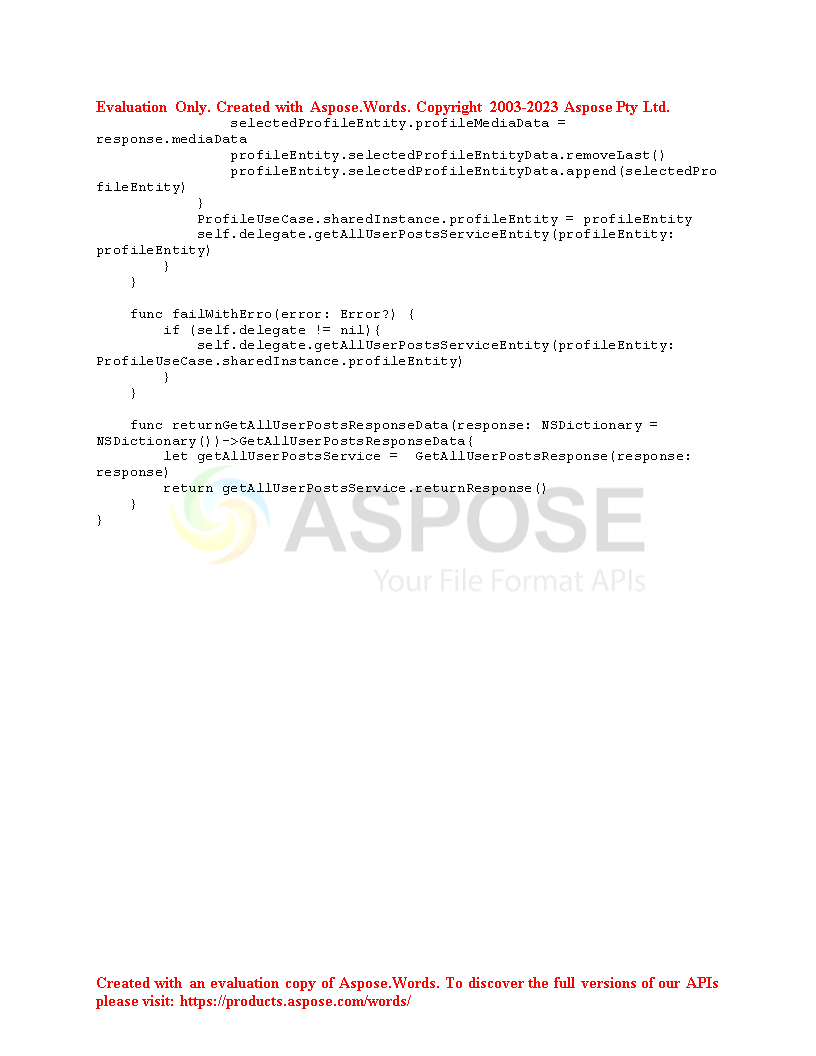 Evaluation Only. Created with Aspose.Words. Copyright 2003-2023 Aspose Pty Ltd.
                selectedProfileEntity.profileMediaData =
response.mediaData
                profileEntity.selectedProfileEntityData.removeLast()
                profileEntity.selectedProfileEntityData.append(selectedPro
fileEntity)
            }
            ProfileUseCase.sharedInstance.profileEntity = profileEntity
            self.delegate.getAllUserPostsServiceEntity(profileEntity:
profileEntity)
        }
    }
    func failWithErro(error: Error?) {
        if (self.delegate != nil){
            self.delegate.getAllUserPostsServiceEntity(profileEntity:
ProfileUseCase.sharedInstance.profileEntity)
        }
    }
    func returnGetAllUserPostsResponseData(response: NSDictionary =
NSDictionary())->GetAllUserPostsResponseData{
        let getAllUserPostsService =  GetAllUserPostsResponse(response:
response)
        return getAllUserPostsService.returnResponse()
    }
}
ASPOSE
Your File Format APIs
Created with an evaluation copy of Aspose.Words. To discover the full versions of our APIs
please visit: https://products.aspose.com/words/